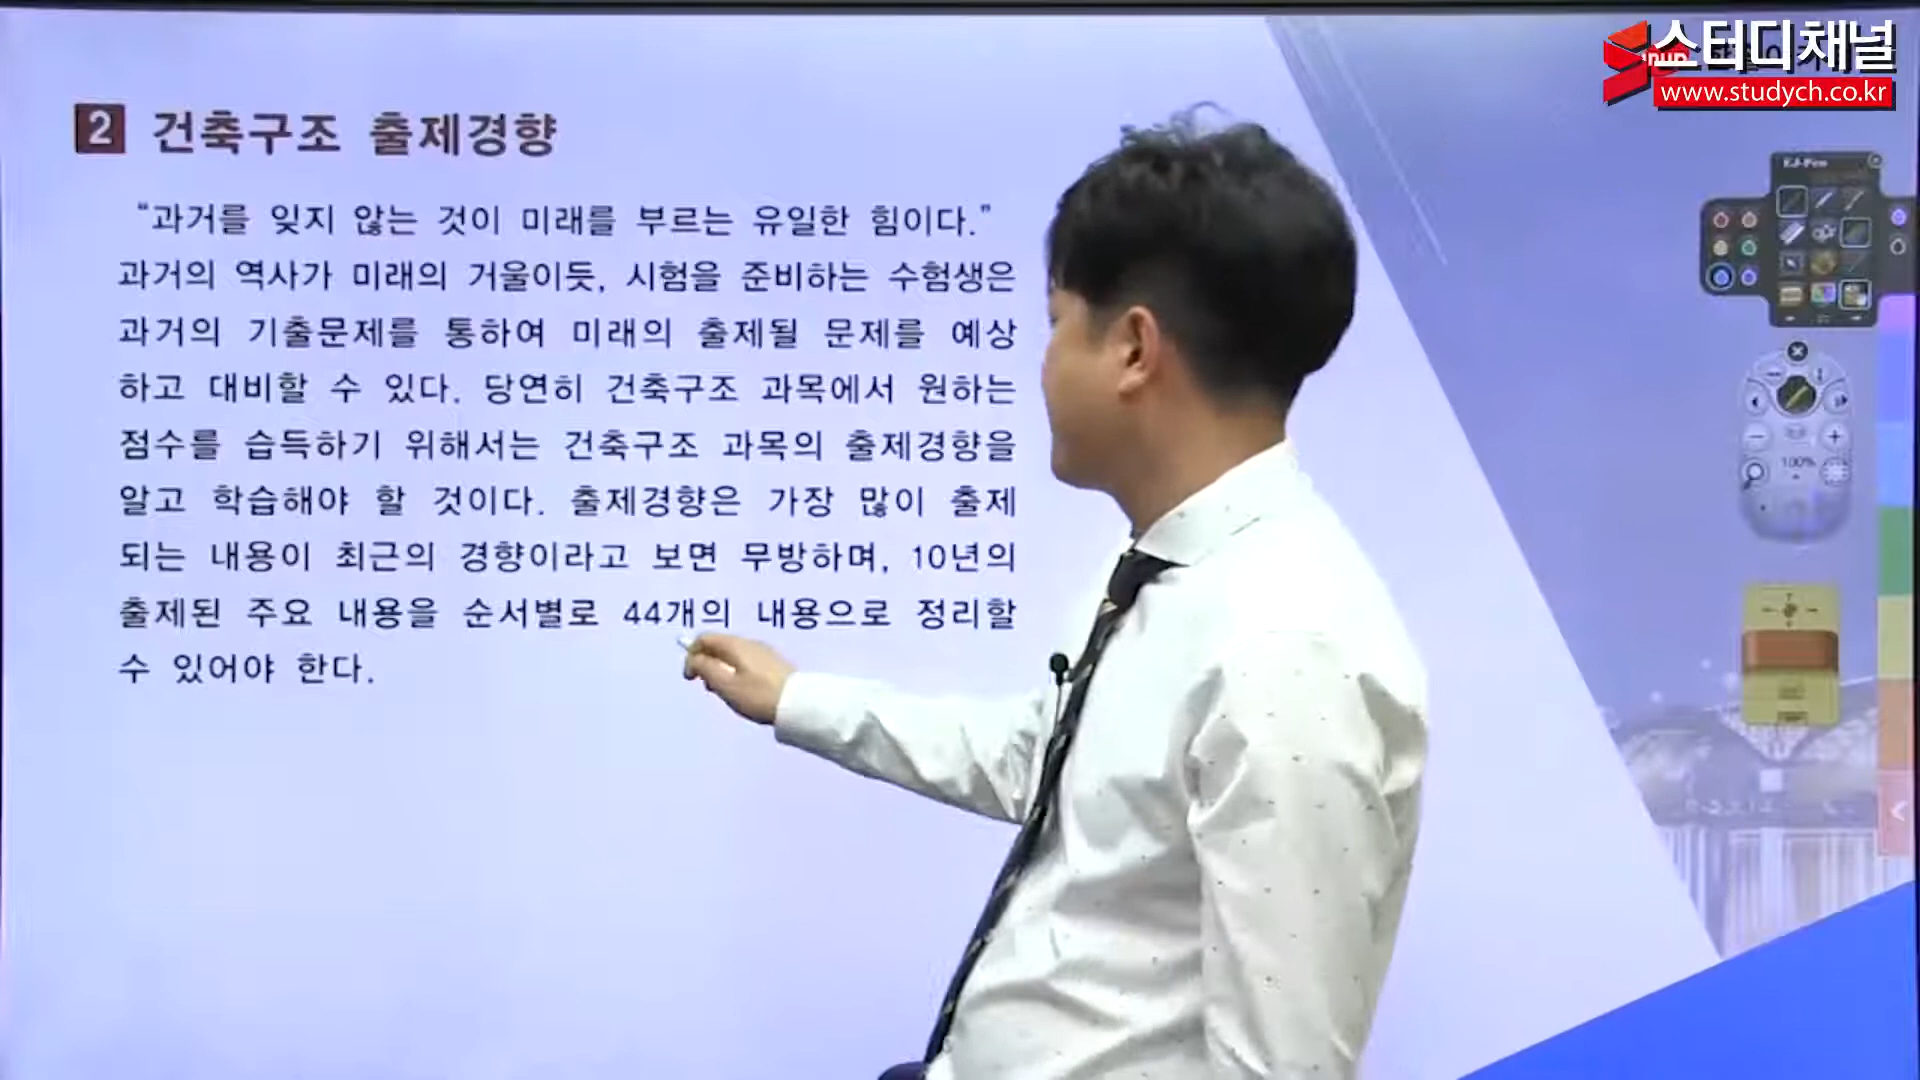 스터디채널
www.studych.co.kr
2 건축구조 출제경향
“과거를 잊지 않는 것이 미래를 부르는 유일한 힘이다.”
과거의 역사가 미래의 거울이듯, 시험을 준비하는 수험생은
과거의 기출문제를 통하여 미래의 출제될 문제를 예상
하고 대비할 수 있다. 당연히 건축구조 과목에서 원하는
점수를 습득하기 위해서는 건축구조 과목의 출제경향을
알고 학습해야 할 것이다. 출제경향은 가장 많이 출제
되는 내용이 최근의 경향이라고 보면 무방하며, 10년의
출제된 주요 내용을 순서별로 44개의 내용으로 정리할
수 있어야 한다.
100%